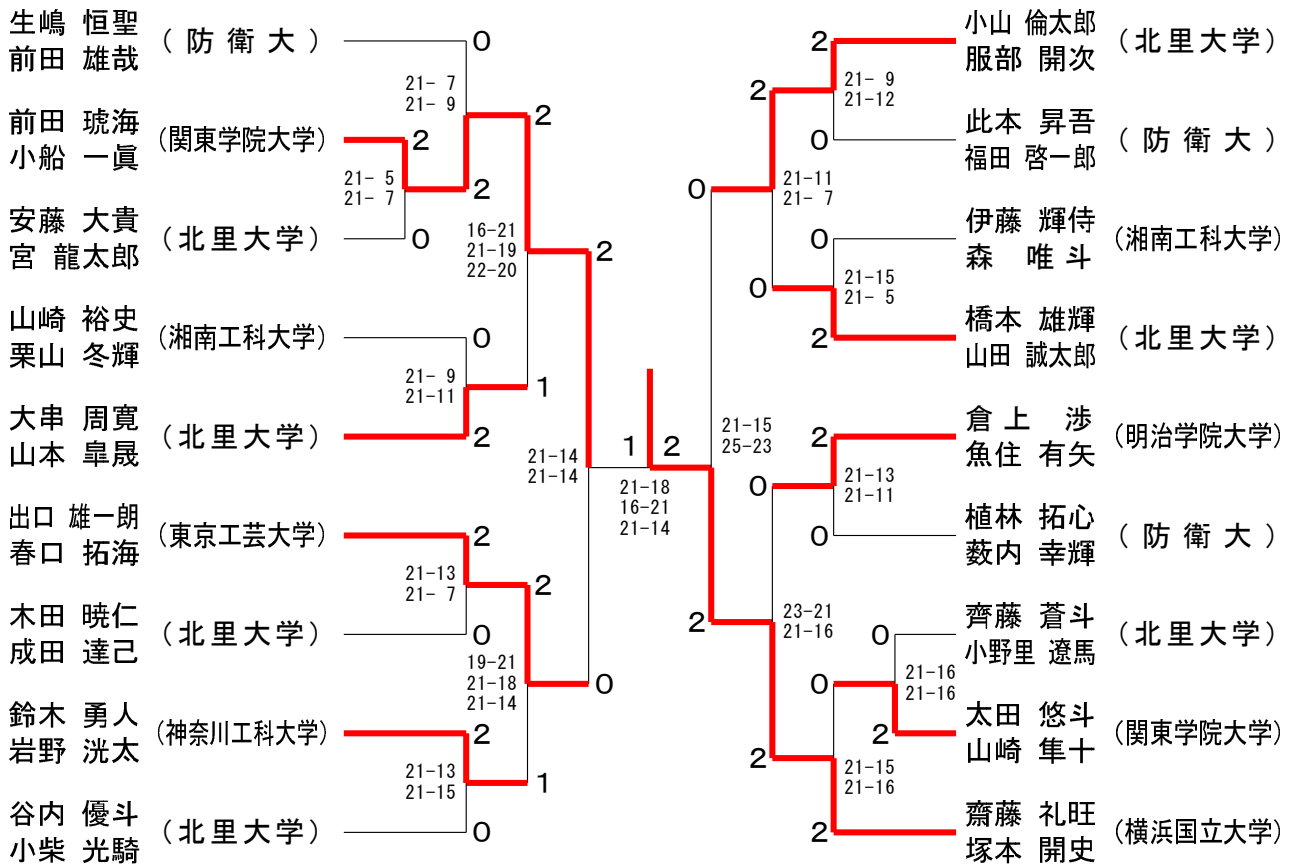 生嶋 恒聖
前田 雄哉
(防衛大)
0
21- 7
21- 9
2
前田 琥海
小船 一眞
(関東学院大学)
2
21- 5
21- 7
2
安藤 大貴
宮 龍太郎
(北里大学)
0
16-21
21-19
22-20
2
山崎 裕史
栗山 冬輝
(湘南工科大学)
0
21- 9
21-11
1
大串 周寛
山本 皐晟
(北里大学)
2
21-14
21-14
出口 雄一朗
春口 拓海
(東京工芸大学)
2
21-13
21- 7
2
木田 暁仁
成田 達己
(北里大学)
0
19-21
21-18
21-14
0
鈴木 勇人
岩野 洸太
(神奈川工科大学)
2
21-13
21-15
1
谷内 優斗
小柴 光騎
(北里大学)
0
1
2
21-18
16-21
21-14
小山 倫太郎
服部 開次
(北里大学)
2
21- 9
21-12
2
此本 昇吾
福田 啓一郎
(防衛大)
0
0
21-11
21- 7
伊藤 輝侍
森 唯斗
(湘南工科大学)
0
21-15
21- 5
0
橋本 雄輝
山田 誠太郎
(北里大学)
2
21-15
25-23
倉上 渉
魚住 有矢
(明治学院大学)
2
21-13
21-11
0
植林 拓心
薮内 幸輝
(防衛大)
0
2
23-21
21-16
齊藤 蒼斗
小野里 遼馬
(北里大学)
0
21-16
21-16
0
太田 悠斗
山崎 隼十
(関東学院大学)
2
2
21-15
21-16
齋藤 礼旺
塚本 開史
(横浜国立大学)
2